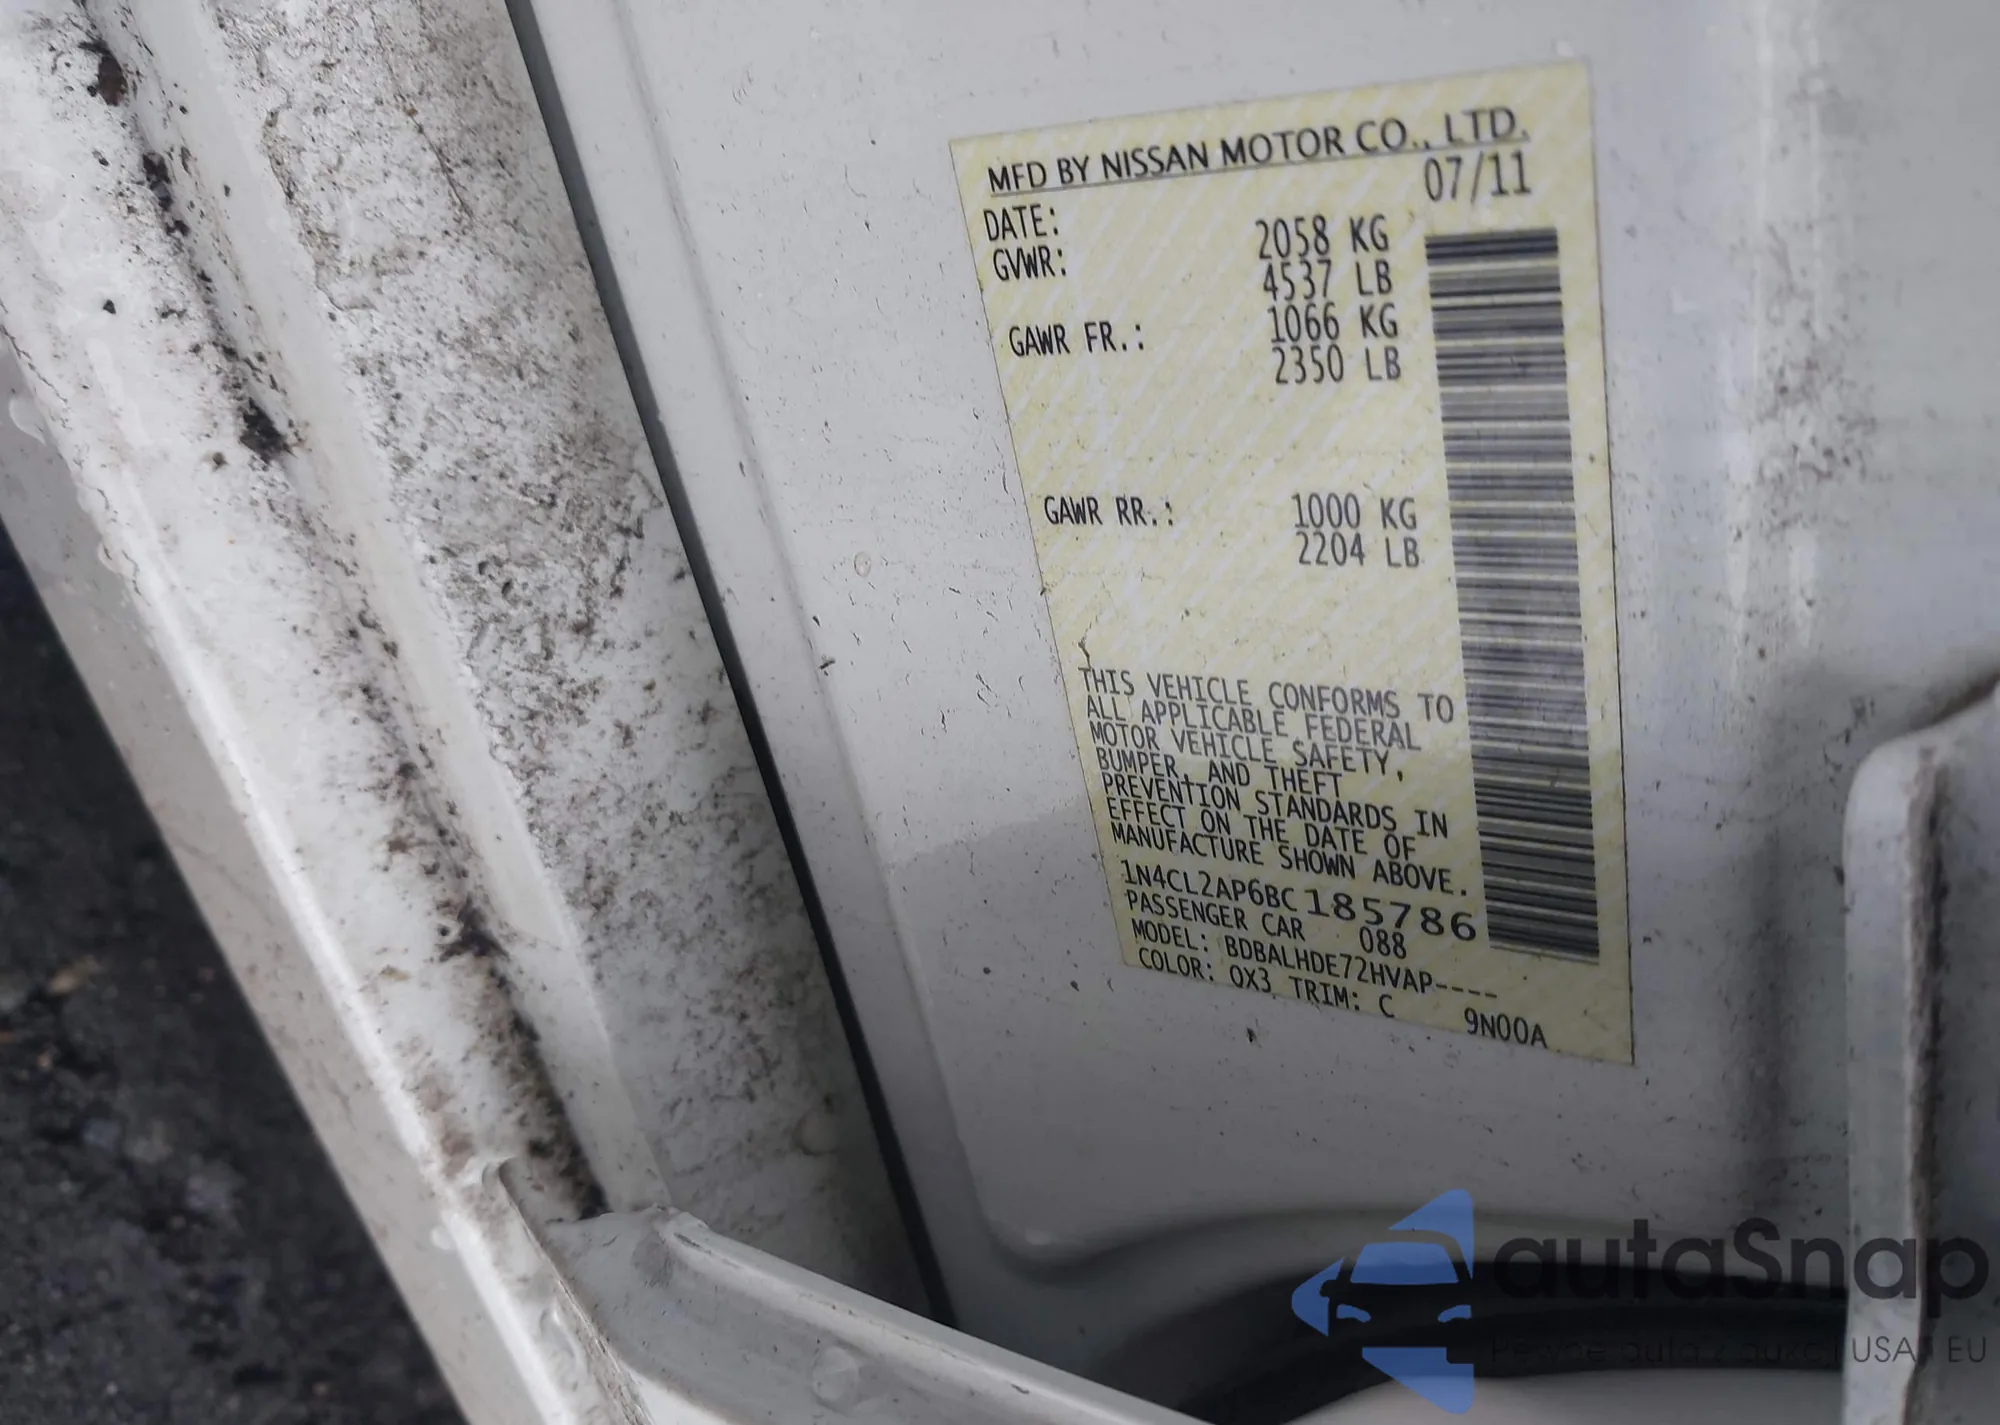 MFD BY NISSAN MOTOR CO., LTD.
DATE: 07/11
GVWR: 2058 KG
4537 LB
GAWR FR.: 1066 KG
2350 LB
GAWR RR.: 1000 KG
2204 LB
THIS VEHICLE CONFORMS TO
ALL APPLICABLE FEDERAL
MOTOR VEHICLE SAFETY,
BUMPER, AND THEFT
PREVENTION STANDARDS IN
EFFECT ON THE DATE OF
MANUFACTURE SHOWN ABOVE.
1N4CL2AP6BC185786
PASSENGER CAR 088
MODEL: BDBALHDE72HVAP----
COLOR: QX3 TRIM: C 9N00A
autaSnap
USA EU